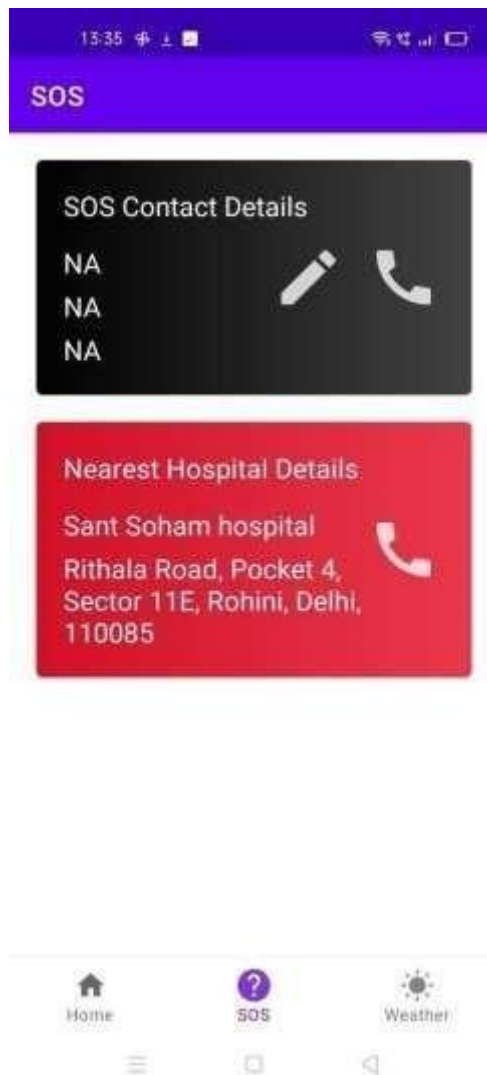 13:35
SOS
SOS Contact Details
NA
NA
NA
Nearest Hospital Details
Sant Soham hospital
Rithala Road, Pocket 4,
Sector 11E, Rohini, Delhi,
110085
Home
SOS
Weather